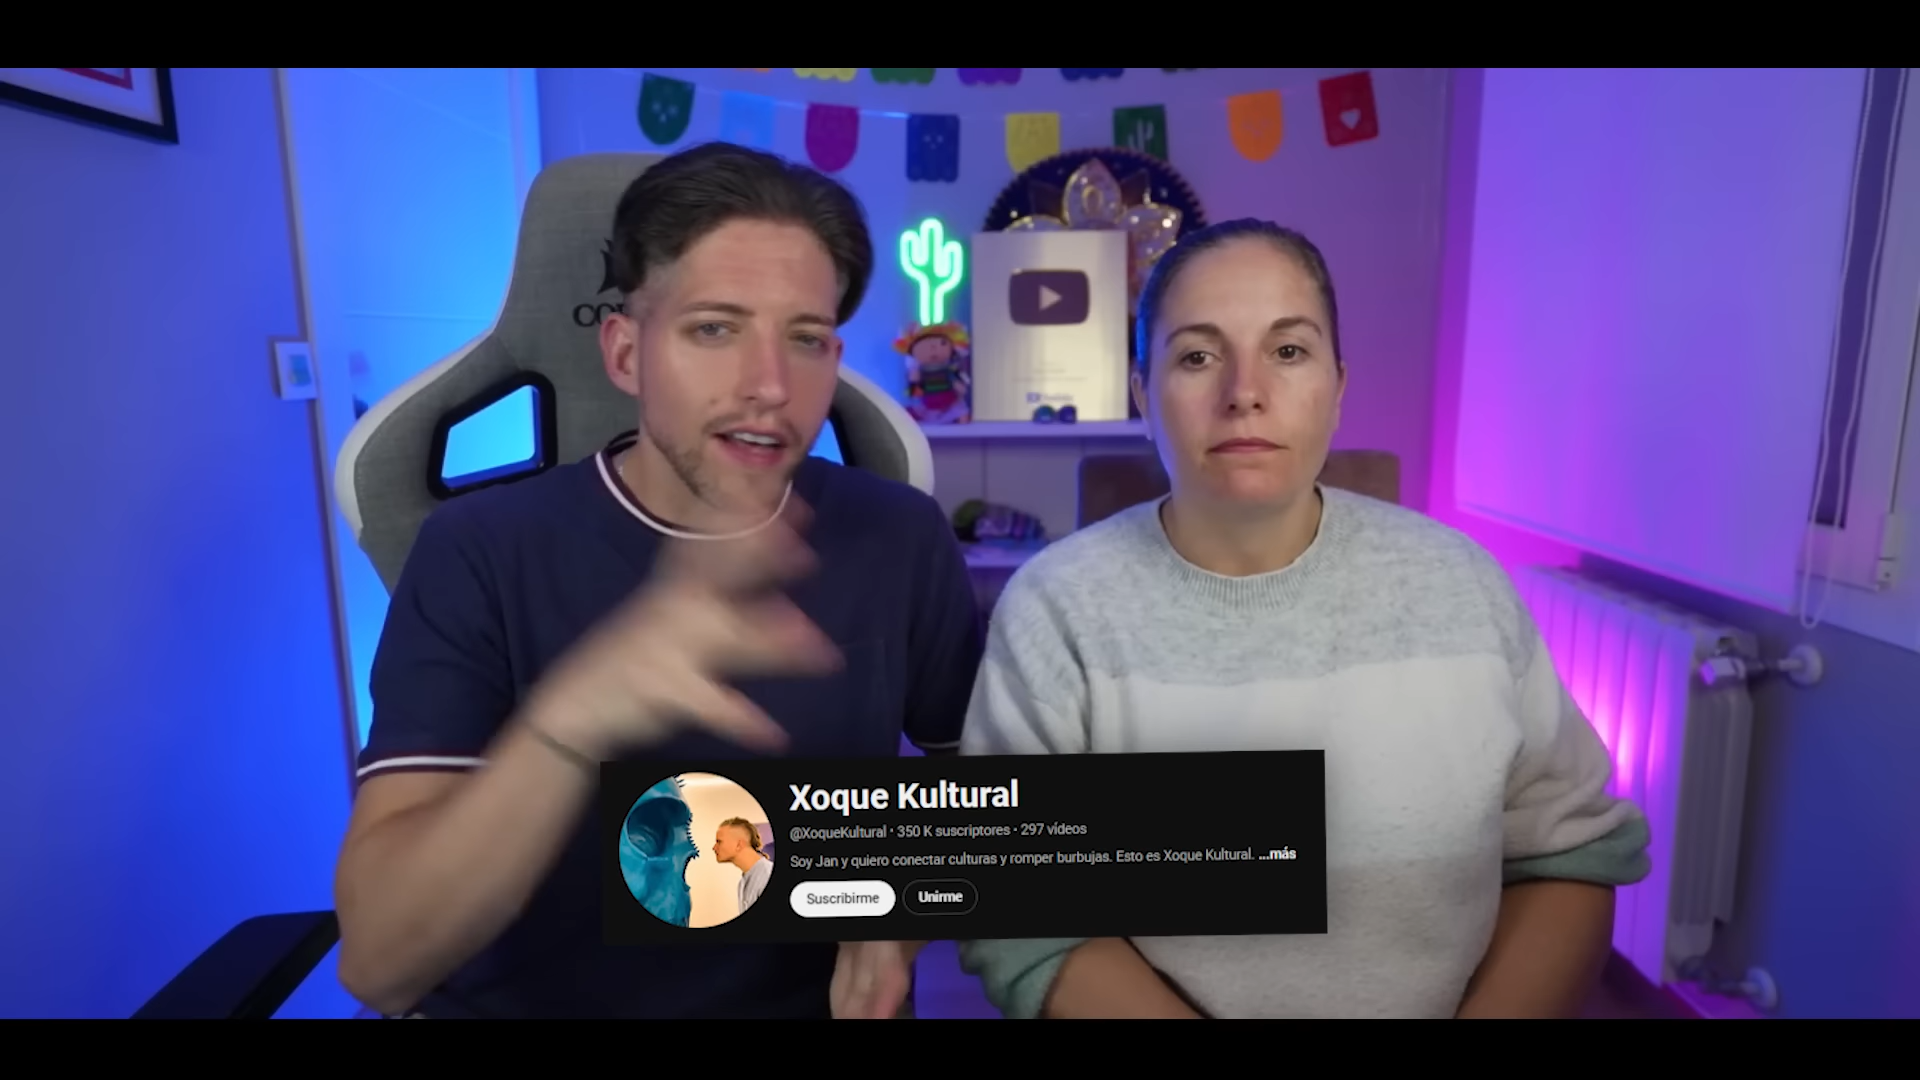 Xoque Kultural
@XoqueKultural • 350 K suscriptores • 297 vídeos
Soy Jan y quiero conectar culturas y romper burbujas. Esto es Xoque Kultural. ...más
Suscribirme
Unirme